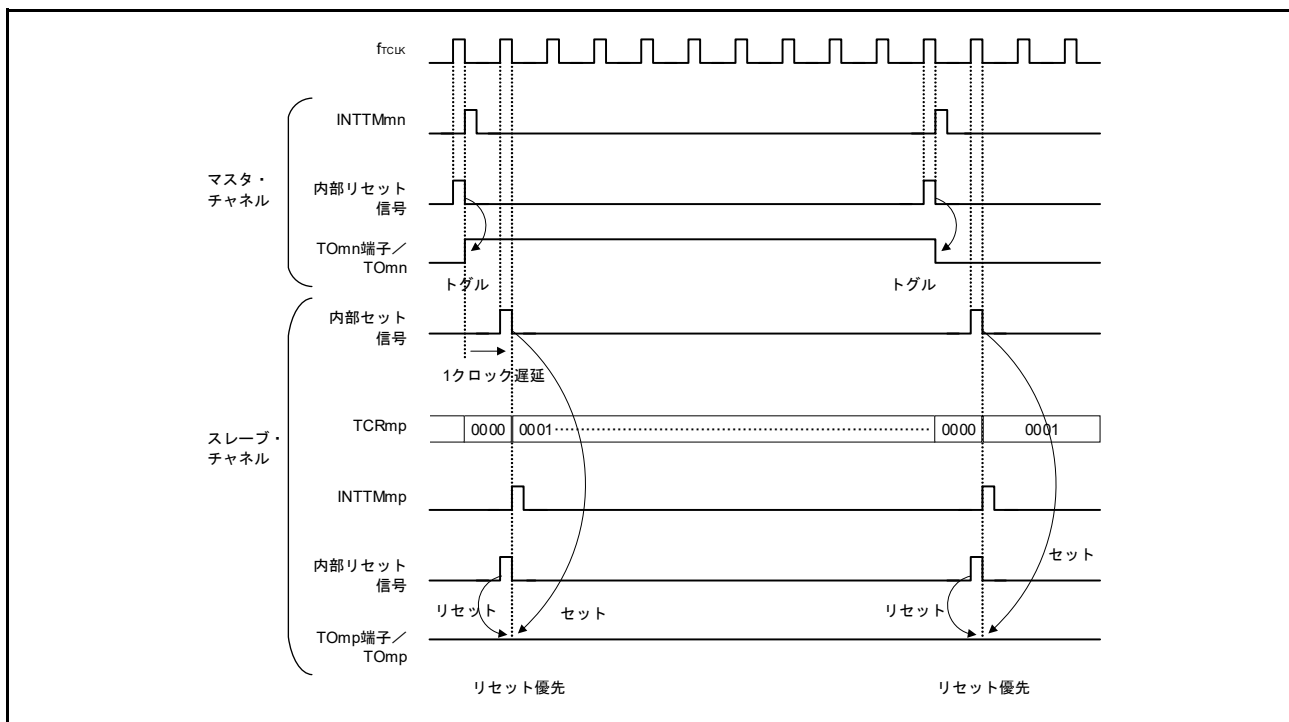 fTCLK
INTTMmn
マスタ・
チャネル
内部リセット
信号
TOmn端子／
TOmn
トグル
トグル
内部セット
信号
1クロック遅延
TCRmp
0000
0001
0000
0001
スレーブ・
チャネル
INTTMmp
内部リセット
信号
セット
リセット
セット
リセット
TOmp端子／
TOmp
リセット優先
リセット優先